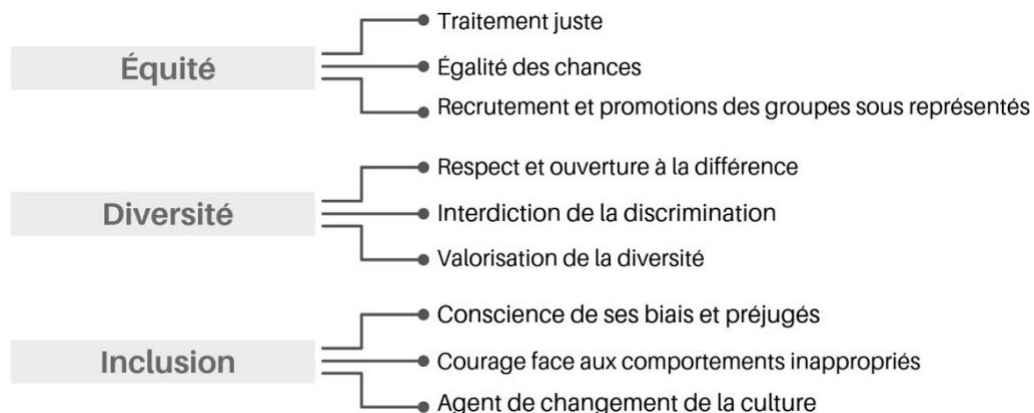 Équité
Traitement juste
Égalité des chances
Recrutement et promotions des groupes sous représentés
Diversité
Respect et ouverture à la différence
Interdiction de la discrimination
Valorisation de la diversité
Inclusion
Conscience de ses biais et préjugés
Courage face aux comportements inappropriés
Agent de changement de la culture